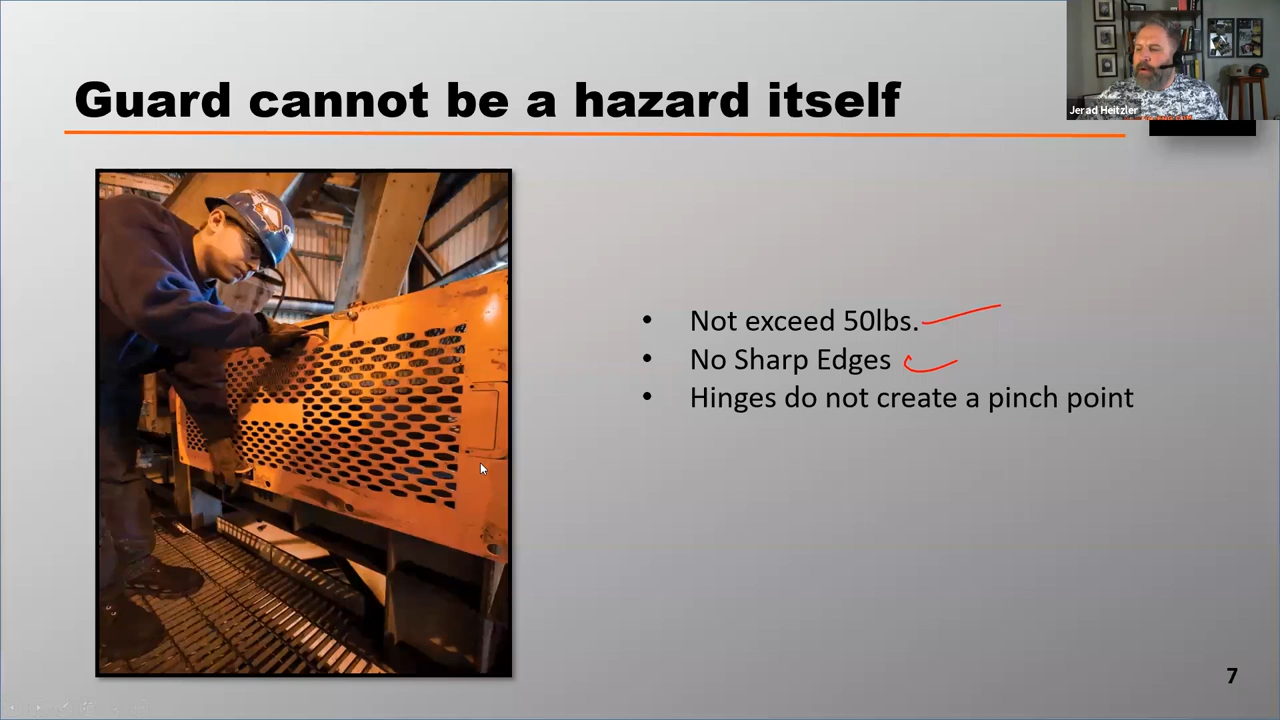 Guard cannot be a hazard itself
Jerad Heitzler
• Not exceed 50lbs.
• No Sharp Edges
• Hinges do not create a pinch point
7